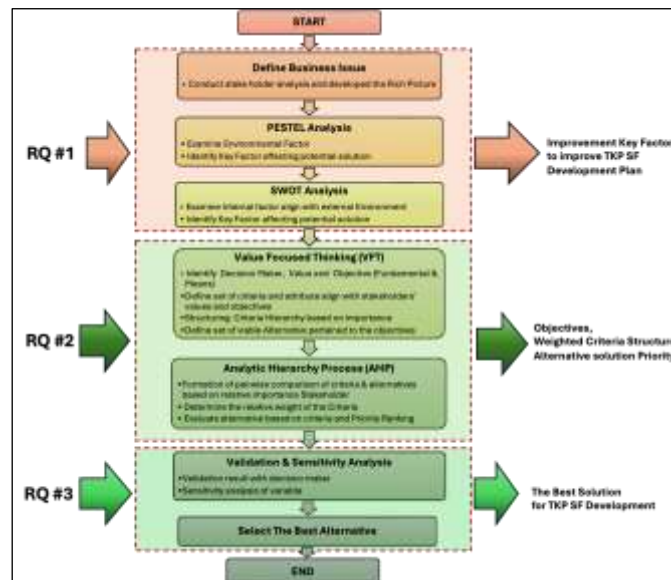 START
Define Business Issue
• Conduct stake holder analysis and developed the Rich Picture
PESTEL Analysis
• Examine Environmental Factor
• Identify Key Factor affecting potential solution
RQ #1
Improvement Key Factor
to improve TKP SF
Development Plan
SWOT Analysis
• Examine Internal factor align with external Environment
• Identify Key Factor affecting potential solution
Value Focused Thinking (VFT)
• Identify Decision Maker, Value and Objective (Fundamental &
Means)
• Define set of criteria and attribute align with stakeholders'
values and objectives
• Structuring Criteria Hierarchy based on importance
• Define set of viable Alternative pertained to the objectives
RQ #2
Objectives,
Weighted Criteria Structure
Alternative solution Priority
Analytic Hierarchy Process (AHP)
• Formation of pairwise comparison of criteria & alternatives
based on relative importance Stakeholder
• Determine the relative weight of the Criteria
• Evaluate alternative based on criteria and Priority Ranking
Validation & Sensitivity Analysis
• Validation result with decision maker
• Sensitivity analysis of variable
RQ #3
The Best Solution
for TKP SF Development
Select The Best Alternative
END